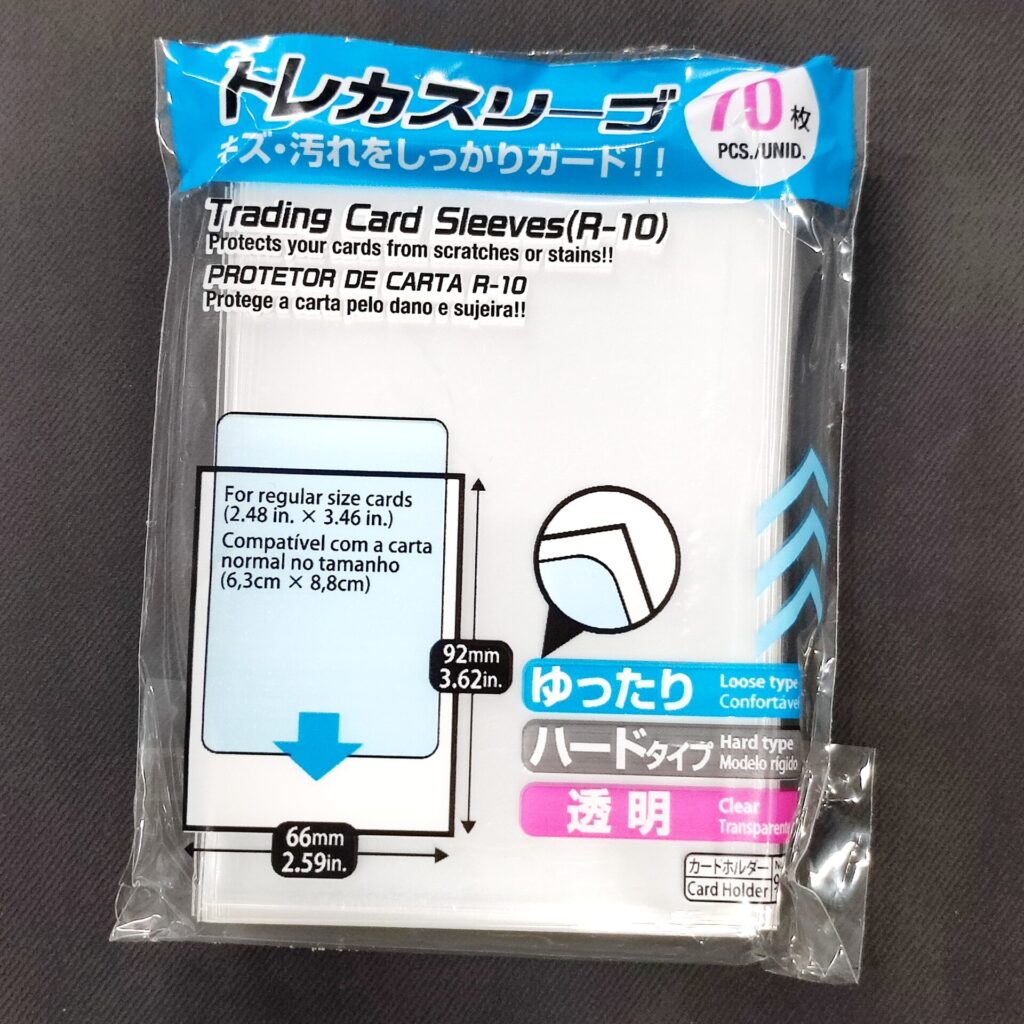 トレカスリーブ
キズ・汚れをしっかりガード!!
70枚
PCS./UNID.
Trading Card Sleeves(R-10)
Protects your cards from scratches or stains!!
PROTETOR DE CARTA R-10
Protege a carta pelo dano e sujeira!!
For regular size cards
(2.48 in. × 3.46 in.)
Compatível com a carta
normal no tamanho
(6,3cm × 8,8cm)
92mm
3.62in.
66mm
2.59in.
ゆったり
Loose type
Confortável
ハードタイプ
Hard type
Modelo rígido
透明
Clear
Transparente
カードホルダー
Card Holder